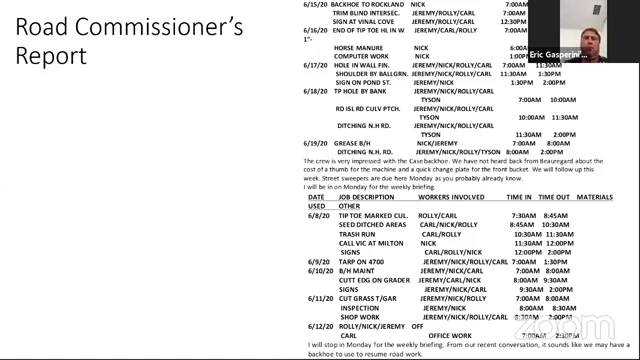 Road Commissioner's
Report
6/15/20 BACKHOE TO ROCKLAND NICK 7:00AM
TRIM BLIND INTERSEC. JEREMY/ROLLY/CARL 7:00AM
SIGN AT VINAL COVE JEREMY/ROLLY/CARL 12:30PM
6/16/20 END OF TIP TOE HL IN W CARL/JEREMY/ROLLY 7:00AM
1"-
HORSE MANURE NICK 6:00A
COMPUTER WORK NICK 1:00P
Eric Gasperini'...
6/17/20 HOLE IN WALL FIN. JEREMY/ROLLY/CARL 7:00AM 11:30AM
SHOULDER BY BALLGRN. JEREMY/ROLLY/CARL 11:30AM 1:30PM
SIGN ON POND ST. JEREMY/NICK 1:30PM 2:00PM
6/18/20 TP HOLE BY BANK JEREMY/NICK/ROLLY/CARL
TYSON 7:00AM 10:00AM
RD ISL RD CULV PTCH. JEREMY/NICK/ROLLY/CARL
TYSON 10:00AM 11:30AM
DITCHING N.H RD. JEREMY/NICK/ROLLY/CARL
TYSON 11:30AM 2:00PM
6/19/20 GREASE B/H NICK/JEREMY 7:00AM 8:00AM
DITCHING N.H. RD. JEREMY/NICK/ROLLY/TYSON 8:00AM 2:00PM
The crew is very impressed with the Case backhoe. We have not heard back from Beauregard about the
cost of a thumb for the machine and a quick change plate for the front bucket. We will follow up this
week. Street sweepers are due here Monday as you probably already know.
I will be in on Monday for the weekly briefing.
DATE JOB DESCRIPTION WORKERS INVOLVED TIME IN TIME OUT MATERIALS
USED OTHER
6/8/20 TIP TOE MARKED CUL. ROLLY/CARL 7:30AM 8:45AM
SEED DITCHED AREAS CARL/NICK/ROLLY 8:45AM 10:30AM
TRASH RUN CARL/ROLLY 10:30AM 11:30AM
CALL VIC AT MILTON NICK 11:30AM 12:00PM
SIGNS CARL/ROLLY/NICK 12:00PM 2:00PM
6/9/20 TARP ON 4700 JEREMY/NICK/ROLLY/CARL 7:00AM 1:30PM
6/10/20 B/H MAINT JEREMY/NICK/CARL 7:00AM 8:00AM
CUTT EDG ON GRADER JEREMY/NICK/CARL 8:00AM 9:30AM
SIGNS JEREMY/NICK/CARL 9:30AM 2:00PM
6/11/20 CUT GRASS T/GAR JEREMY/NICK/ROLLY 7:00AM 8:00AM
INSPECTION JEREMY/NICK/ROLLY 8:00AM 8:30AM
SHOP WORK JEREMY/NICK/ROLLY/CARL 8:30AM 2:00PM
zoom
6/12/20 ROLLY/NICK/JEREMY OFF
CARL OFFICE WORK 7:00AM 2:30PM
I will stop in Monday for the weekly briefing. From our recent conversation, it sounds like we may have a
backhoe to use to resume road work.